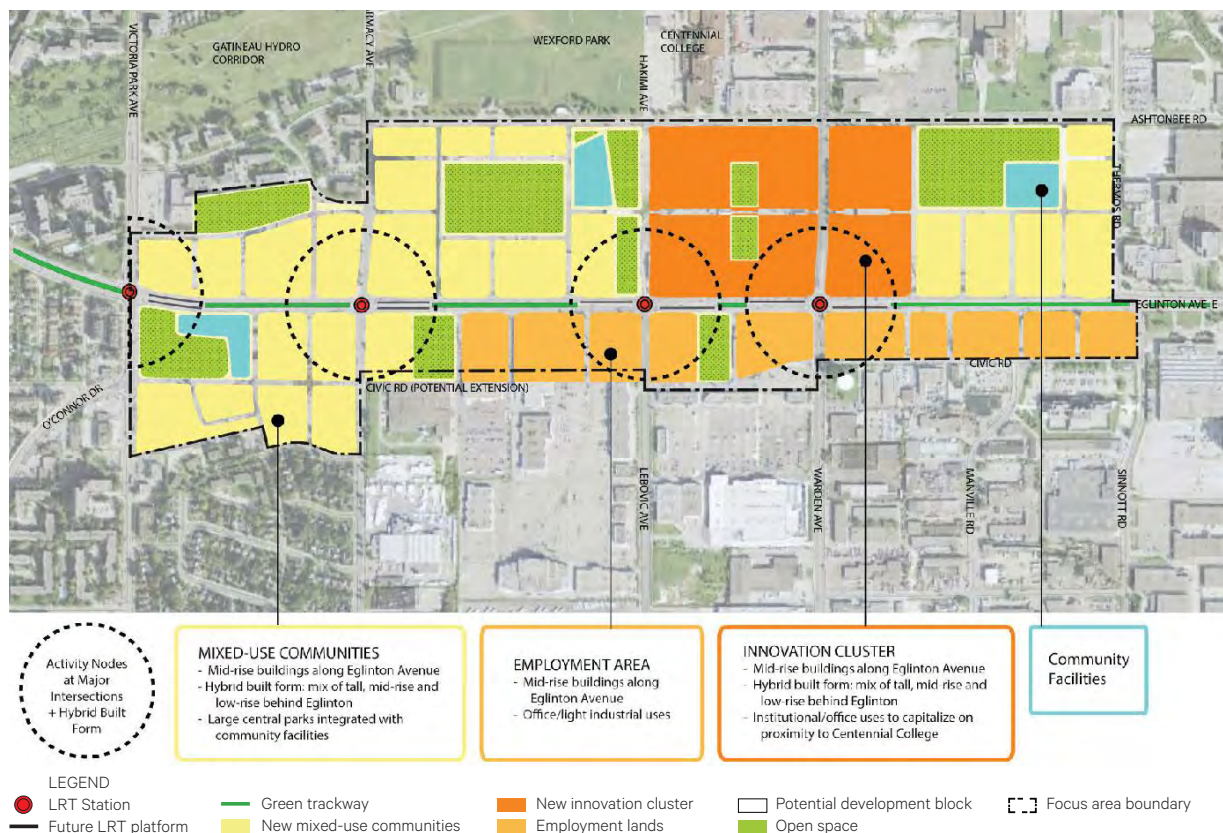 VICTORIA PARK AVE
GATINEAU HYDRO
CORRIDOR
WEXFORD PARK
CENTENNIAL
COLLEGE
HAKIMI AVE
ASHTONBEE RD
THERMOS RD
EGLINTON AVE E
CIVIC RD
CIVIC RD (POTENTIAL EXTENSION)
O'CONNOR DR
LEBOVIC AVE
WARDEN AVE
MANVILLE RD
SINNOTT RD
Activity Nodes
at Major
Intersections
+ Hybrid Built
Form
MIXED-USE COMMUNITIES
- Mid-rise buildings along Eglinton Avenue
- Hybrid built form: mix of tall, mid-rise and
low-rise behind Eglinton
- Large central parks integrated with
community facilities
EMPLOYMENT AREA
- Mid-rise buildings along
Eglinton Avenue
- Office/light industrial uses
INNOVATION CLUSTER
- Mid-rise buildings along Eglinton Avenue
- Hybrid built form: mix of tall, mid-rise and
low-rise behind Eglinton
- Institutional/office uses to capitalize on
proximity to Centennial College
Community
Facilities
LEGEND
LRT Station
Future LRT platform
Green trackway
New mixed-use communities
New innovation cluster
Employment lands
Potential development block
Open space
Focus area boundary